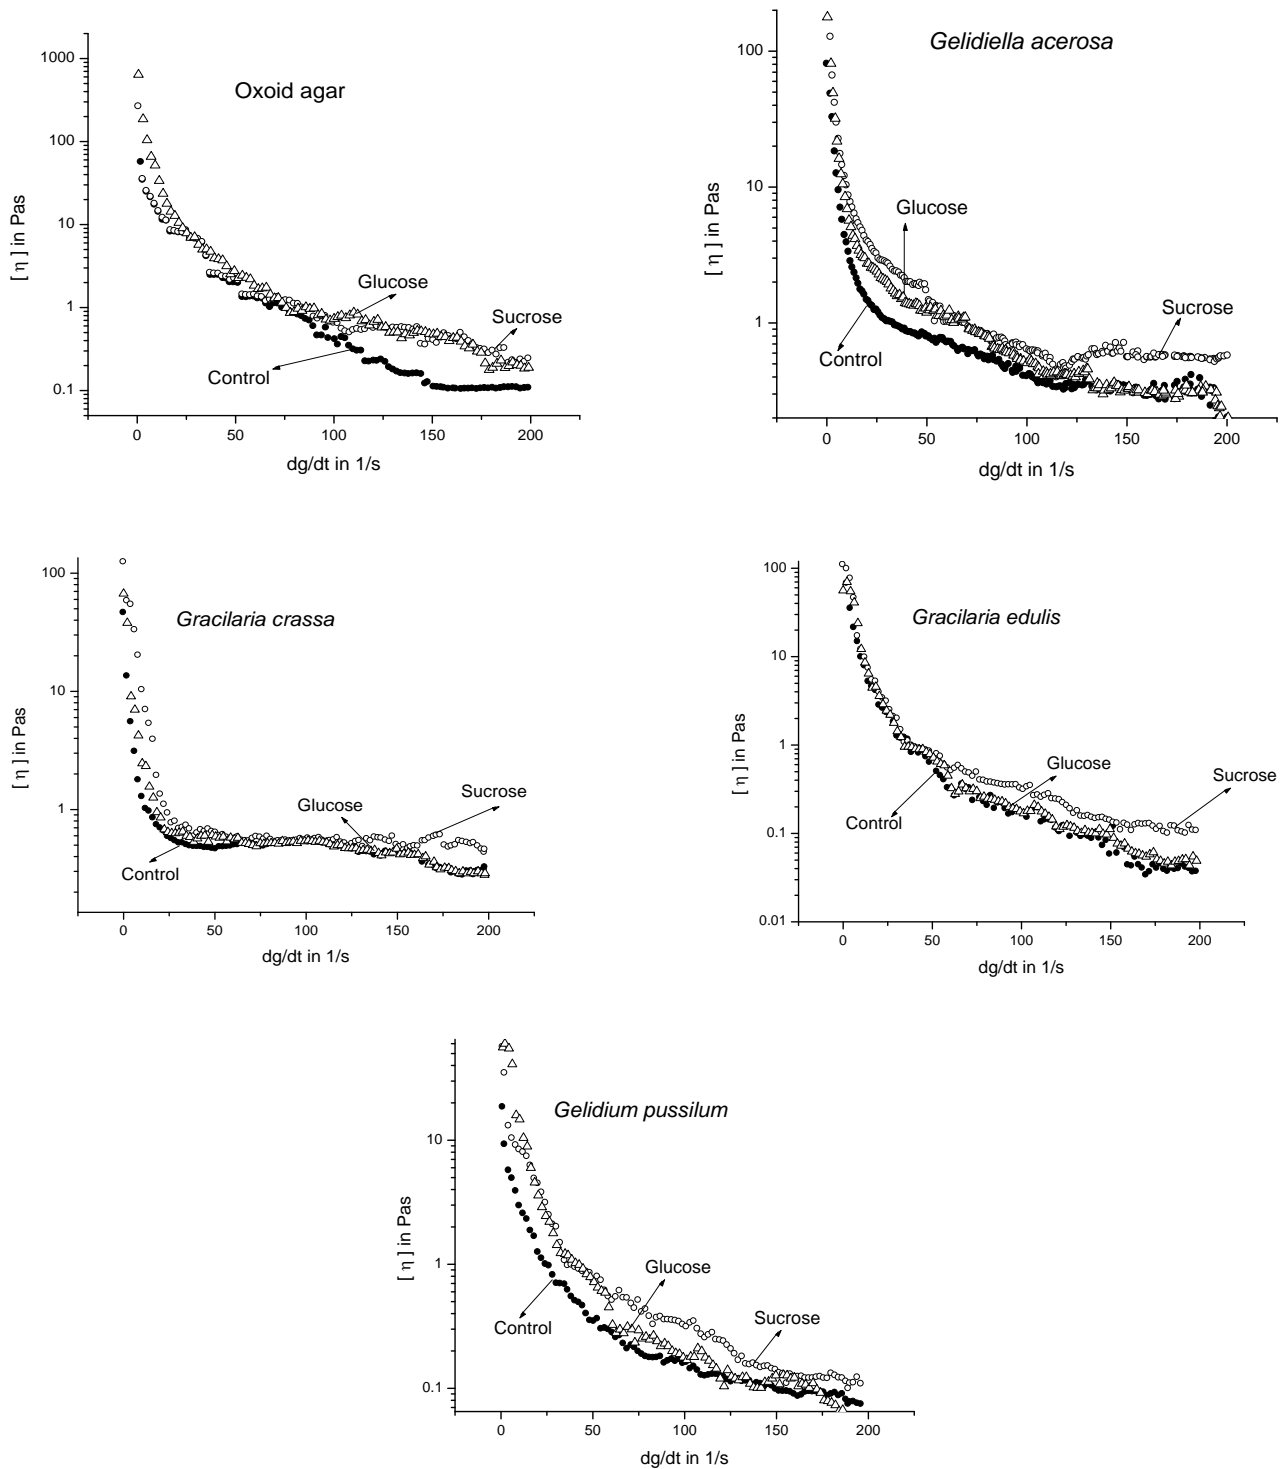 Oxoid agar
1000
100
10
1
0.1
[ η ] in Pas
Glucose
Sucrose
Control
0 50 100 150 200
dg/dt in 1/s
Gelidiella acerosa
100
10
1
[ η ] in Pas
Glucose
Sucrose
Control
0 50 100 150 200
dg/dt in 1/s
Gracilaria crassa
100
10
1
[ η ] in Pas
Glucose
Sucrose
Control
0 50 100 150 200
dg/dt in 1/s
Gracilaria edulis
100
10
1
0.1
0.01
[ η ] in Pas
Glucose
Sucrose
Control
0 50 100 150 200
dg/dt in 1/s
Gelidium pussilum
10
1
0.1
[ η ] in Pas
Glucose
Sucrose
Control
0 50 100 150 200
dg/dt in 1/s